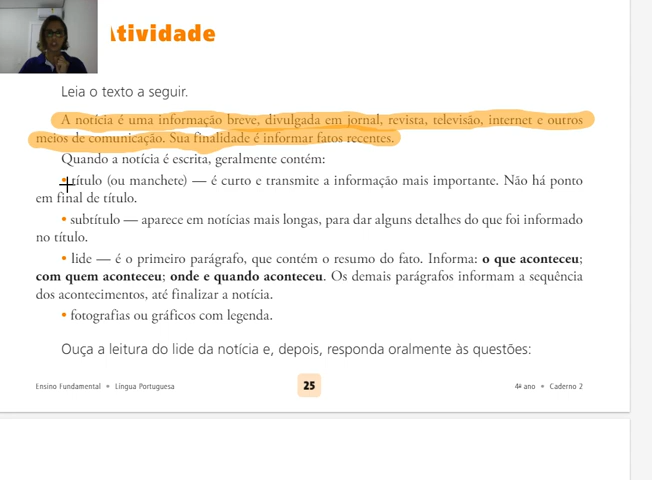 Atividade
Leia o texto a seguir.
A notícia é uma informação breve, divulgada em jornal, revista, televisão, internet e outros
meios de comunicação. Sua finalidade é informar fatos recentes.
Quando a notícia é escrita, geralmente contém:
• título (ou manchete) — é curto e transmite a informação mais importante. Não há ponto
em final de título.
• subtítulo — aparece em notícias mais longas, para dar alguns detalhes do que foi informado
no título.
• lide — é o primeiro parágrafo, que contém o resumo do fato. Informa: o que aconteceu;
com quem aconteceu; onde e quando aconteceu. Os demais parágrafos informam a sequência
dos acontecimentos, até finalizar a notícia.
• fotografias ou gráficos com legenda.
Ouça a leitura do lide da notícia e, depois, responda oralmente às questões:
Ensino Fundamental • Língua Portuguesa 25 4º ano • Caderno 2